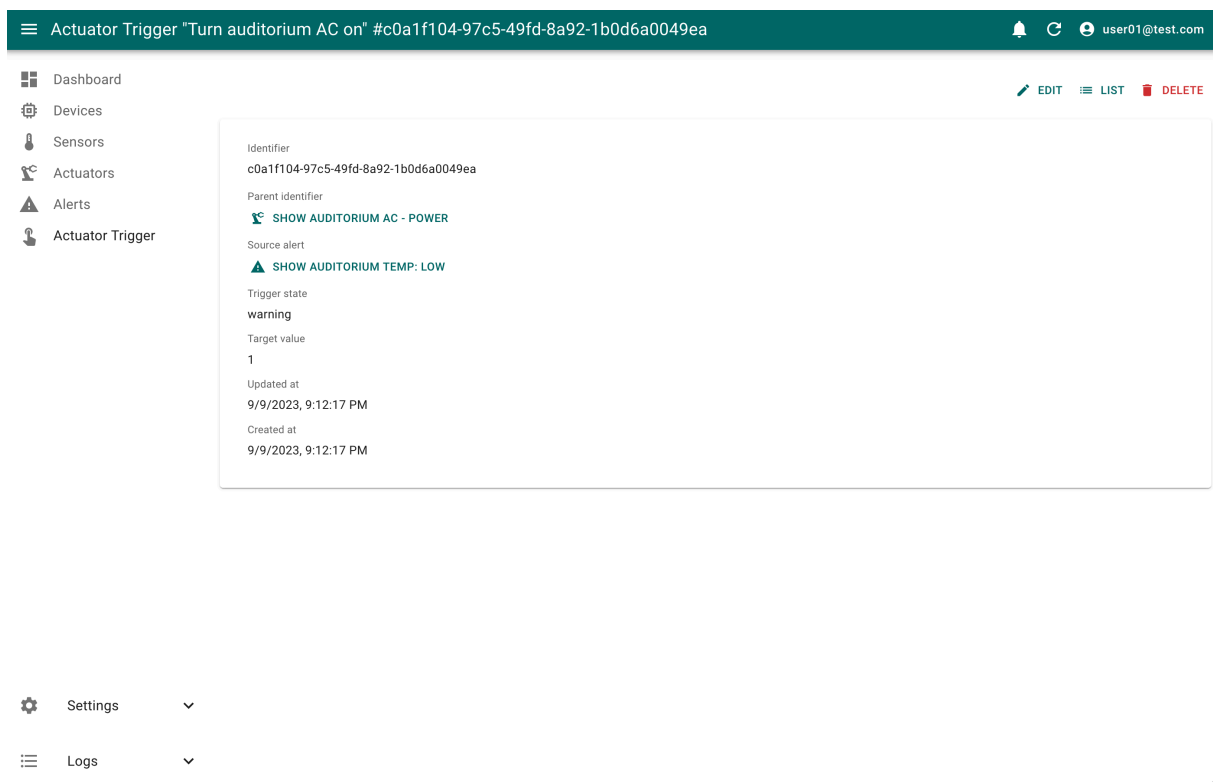 Actuator Trigger "Turn auditorium AC on" #c0a1f104-97c5-49fd-8a92-1b0d6a0049ea
user01@test.com
Dashboard
Devices
Sensors
Actuators
Alerts
Actuator Trigger
EDIT LIST DELETE
Identifier
c0a1f104-97c5-49fd-8a92-1b0d6a0049ea
Parent identifier
SHOW AUDITORIUM AC - POWER
Source alert
SHOW AUDITORIUM TEMP: LOW
Trigger state
warning
Target value
1
Updated at
9/9/2023, 9:12:17 PM
Created at
9/9/2023, 9:12:17 PM
Settings
Logs